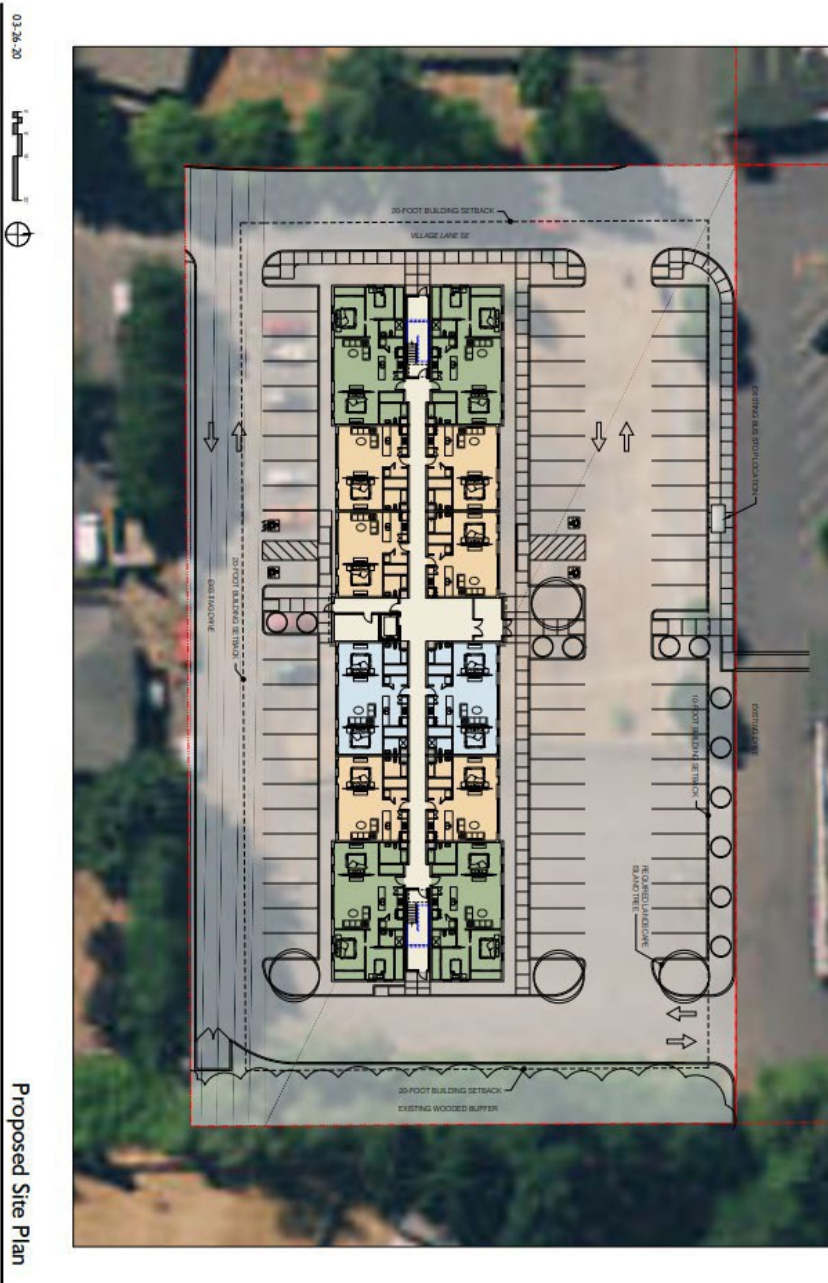 03-26-20
20-FOOT BUILDING SETBACK
VILLAGE LANE SE
EXISTING BUS STOP LOCATION
20-FOOT BUILDING SETBACK
EXISTING DRIVE
10-FOOT BUILDING SETBACK
REQUIRED LANDSCAPE
ISLAND TREE
20-FOOT BUILDING SETBACK
EXISTING WOODED BUFFER
Proposed Site Plan